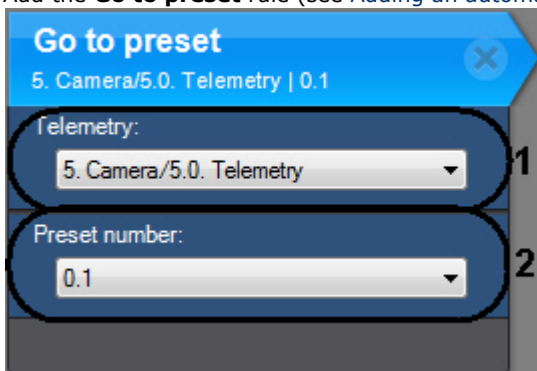 Add the Go to preset rule (see Adding an automa
Go to preset
5. Camera/5.0. Telemetry | 0.1
Telemetry:
5. Camera/5.0. Telemetry
1
Preset number:
0.1
2